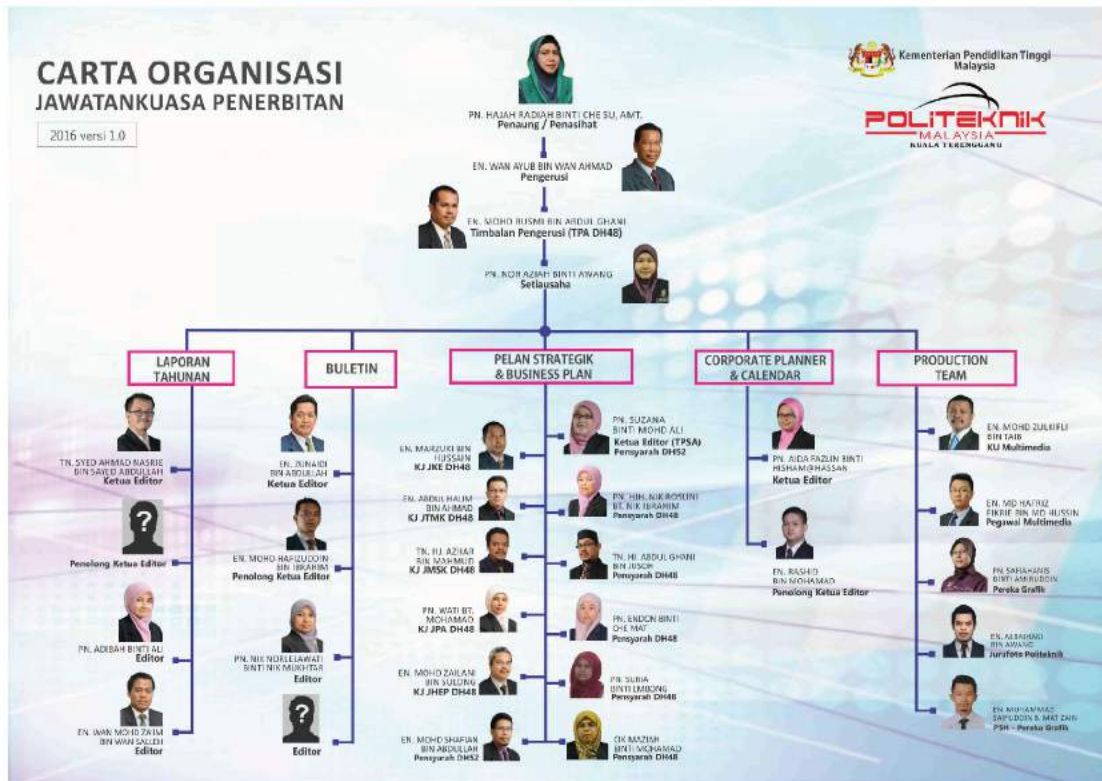 CARTA ORGANISASI
JAWATANKUASA PENERBITAN
2016 versi 1.0
Kementerian Pendidikan Tinggi
Malaysia
POLITEKNIK
MALAYSIA
KUALA TERENGGANU
PN. HAJAH RADIAH BINTI CHE SU, AMT.
Penaung / Penasihat
EN. WAN AYUB BIN WAN AHMAD
Pengerusi
EN. MOHD RUSMI BIN ABDUL GHANI
Timbalan Pengerusi (TPA DH48)
PN. NOR AZIAH BINTI AWANG
Setiausaha
LAPORAN
TAHUNAN
TN. SYED AHMAD NASRIE
BIN SAYED ABDULLAH
Ketua Editor
?
Penolong Ketua Editor
PN. ADIBAH BINTI ALI
Editor
EN. WAN MOHD ZA'IM
BIN WAN SALLEH
Editor
BULETIN
EN. ZUNAIDI
BIN ABDULLAH
Ketua Editor
EN. MOHD HAFIZUDDIN
BIN IBRAHIM
Penolong Ketua Editor
PN. NIK NORLELAWATI
BINTI NIK MUKHTAR
Editor
?
Editor
PELAN STRATEGIK
& BUSINESS PLAN
PN. SUZANA
BINTI MOHD ALI
Ketua Editor (TPSA)
Pensyarah DH52
EN. MARZUKI BIN
HUSSAIN
KJ JKE DH48
EN. ABDUL HALIM
BIN AHMAD
KJ JTMK DH48
PN. HJH. NIK ROSLINI
BT. NIK IBRAHIM
Pensyarah DH48
TN. HJ. AZHAR
BIN MAHMUD
KJ JMSK DH48
TN. HJ. ABDUL GHANI
BIN JUSOH
Pensyarah DH48
PN. WATI BT.
MOHAMAD
KJ JPA DH48
PN. ENDON BINTI
CHE MAT
Pensyarah DH48
EN. MOHD ZAILANI
BIN SULONG
KJ JHEP DH48
PN. SURIA
BINTI EMBONG
Pensyarah DH48
EN. MOHD SHAFIAN
BIN ABDULLAH
Pensyarah DH52
CIK MAZIAH
BINTI MOHAMAD
Pensyarah DH48
CORPORATE PLANNER
& CALENDAR
PN. AIDA FAZLIN BINTI
HISHAM@HASSAN
Ketua Editor
EN. RASHID
BIN MOHAMAD
Penolong Ketua Editor
PRODUCTION
TEAM
EN. MOHD ZULKIFLI
BIN TAIB
KU Multimedia
EN. MD HAFRIZ
FIKRIE BIN MD HUSSIN
Pegawai Multimedia
PN. SAFIAHANIS
BINTI AMIRUDDIN
Pereka Grafik
BIN AWANG
Jurufoto Politeknik
EN. MUHAMMAD
SAIFUDDIN B. MAT ZAIN
PSH - Pereka Grafik